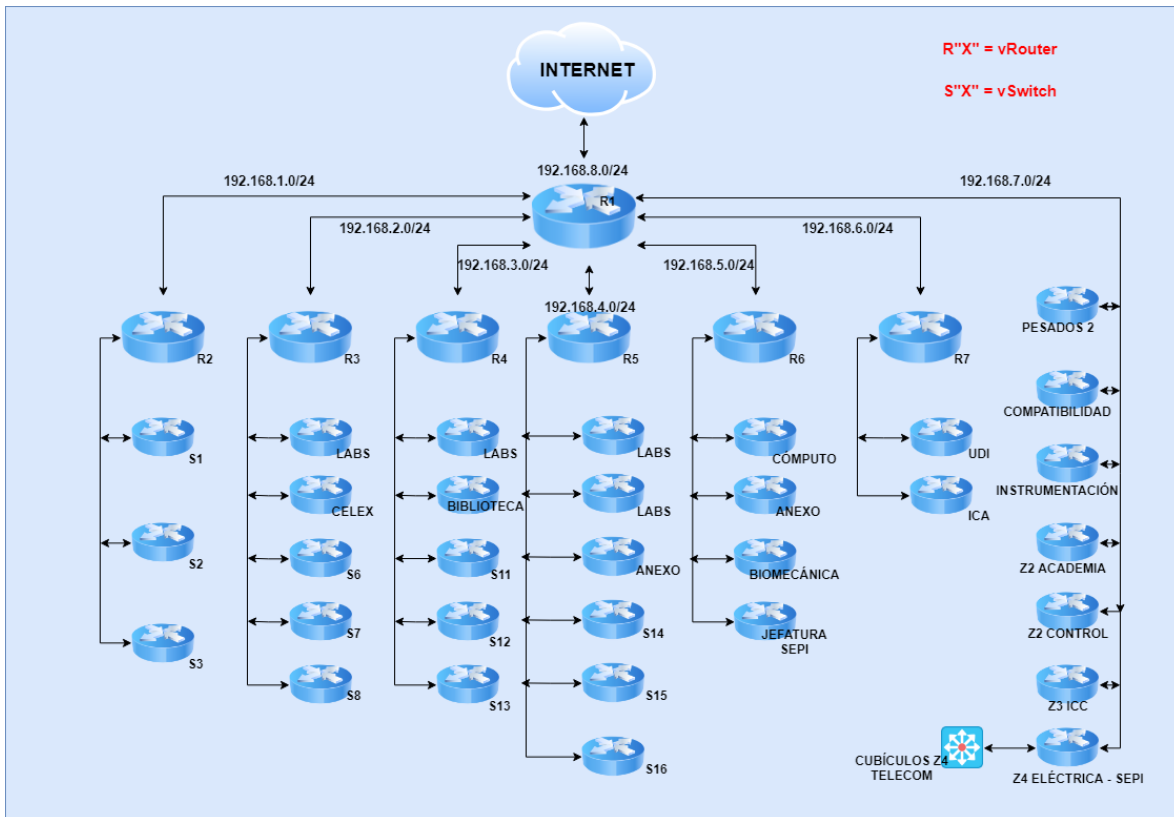 INTERNET
R"X" = vRouter
S"X" = vSwitch
192.168.8.0/24
192.168.1.0/24
192.168.7.0/24
R1
192.168.2.0/24
192.168.6.0/24
192.168.3.0/24
192.168.5.0/24
192.168.4.0/24
R2
R3
R4
R5
R6
R7
PESADOS 2
COMPATIBILIDAD
INSTRUMENTACIÓN
Z2 ACADEMIA
Z2 CONTROL
Z3 ICC
Z4 ELÉCTRICA - SEPI
CUBÍCULOS Z4
TELECOM
S1
S2
S3
LABS
CELEX
S6
S7
S8
LABS
BIBLIOTECA
S11
S12
S13
LABS
LABS
ANEXO
S14
S15
S16
CÓMPUTO
ANEXO
BIOMECÁNICA
JEFATURA
SEPI
UDI
ICA